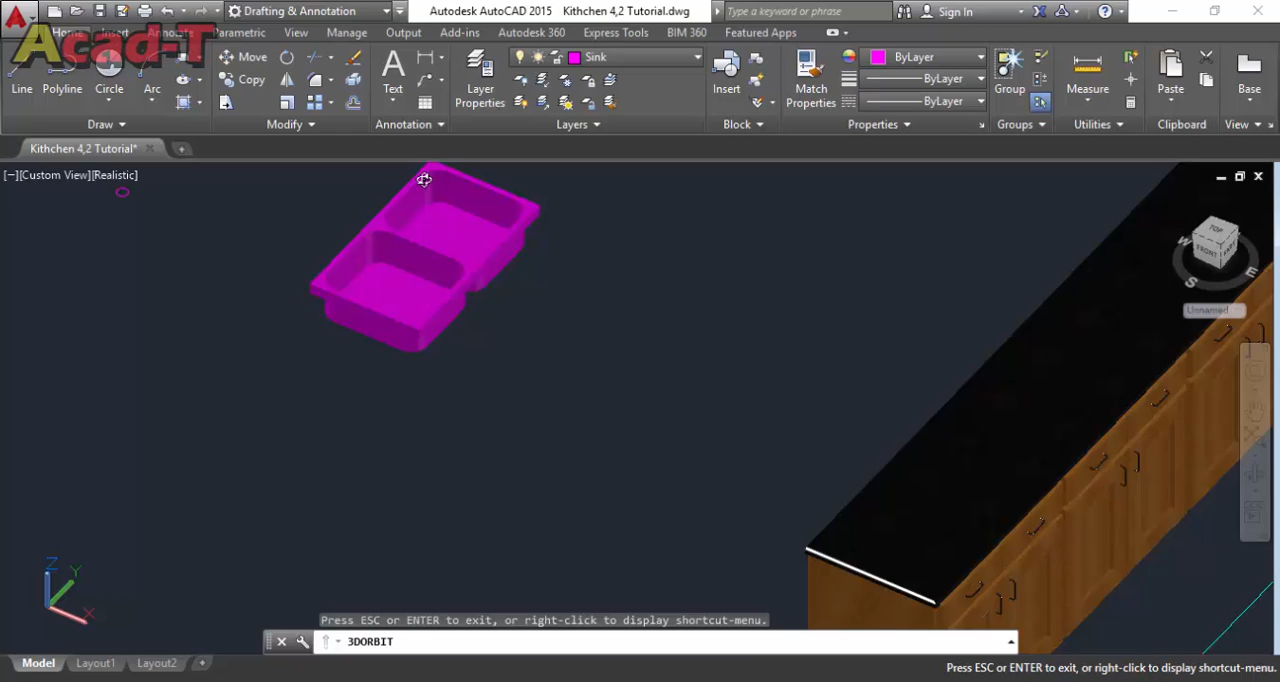 Drafting & Annotation
Autodesk AutoCAD 2015 Kithchen 4,2 Tutorial.dwg
Type a keyword or phrase
Sign In
Acad-T
Home Insert Annotate Parametric View Manage Output Add-ins Autodesk 360 Express Tools BIM 360 Featured Apps
Line
Polyline
Circle
Arc
Draw
Move
Copy
Modify
Text
Annotation
Layer
Properties
Sink
Layers
Insert
Block
Match
Properties
ByLayer
ByLayer
ByLayer
Properties
Group
Groups
Measure
Utilities
Paste
Clipboard
Base
View
Kithchen 4,2 Tutorial*
[−][Custom View][Realistic]
TOP
FRONT
W
S
E
Unnamed
Z
Y
X
Press ESC or ENTER to exit, or right-click to display shortcut-menu.
3DORBIT
Model Layout1 Layout2
Press ESC or ENTER to exit, or right-click to display shortcut-menu.